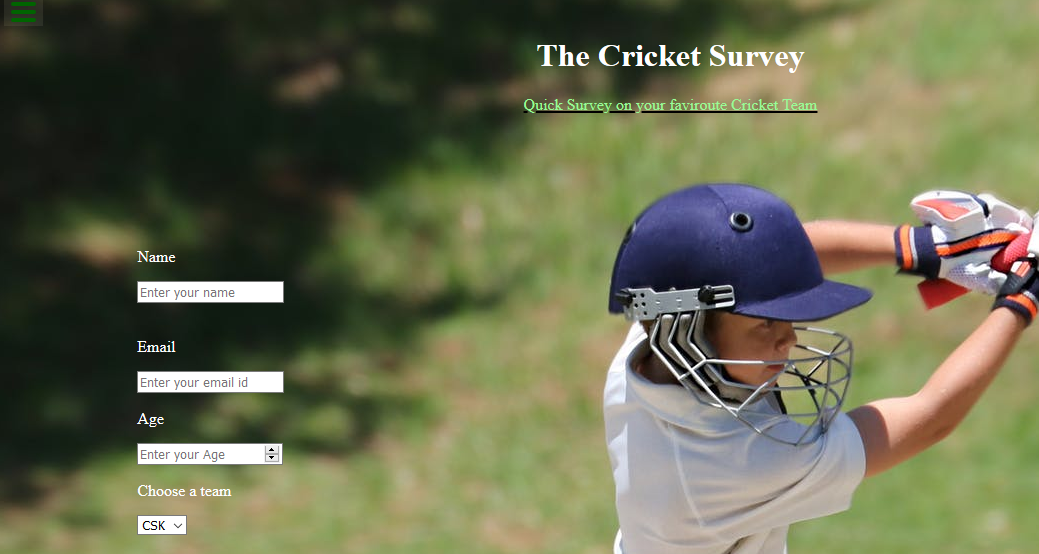 The Cricket Survey
Quick Survey on your faviroute Cricket Team
Name
Enter your name
Email
Enter your email id
Age
Enter your Age
Choose a team
CSK